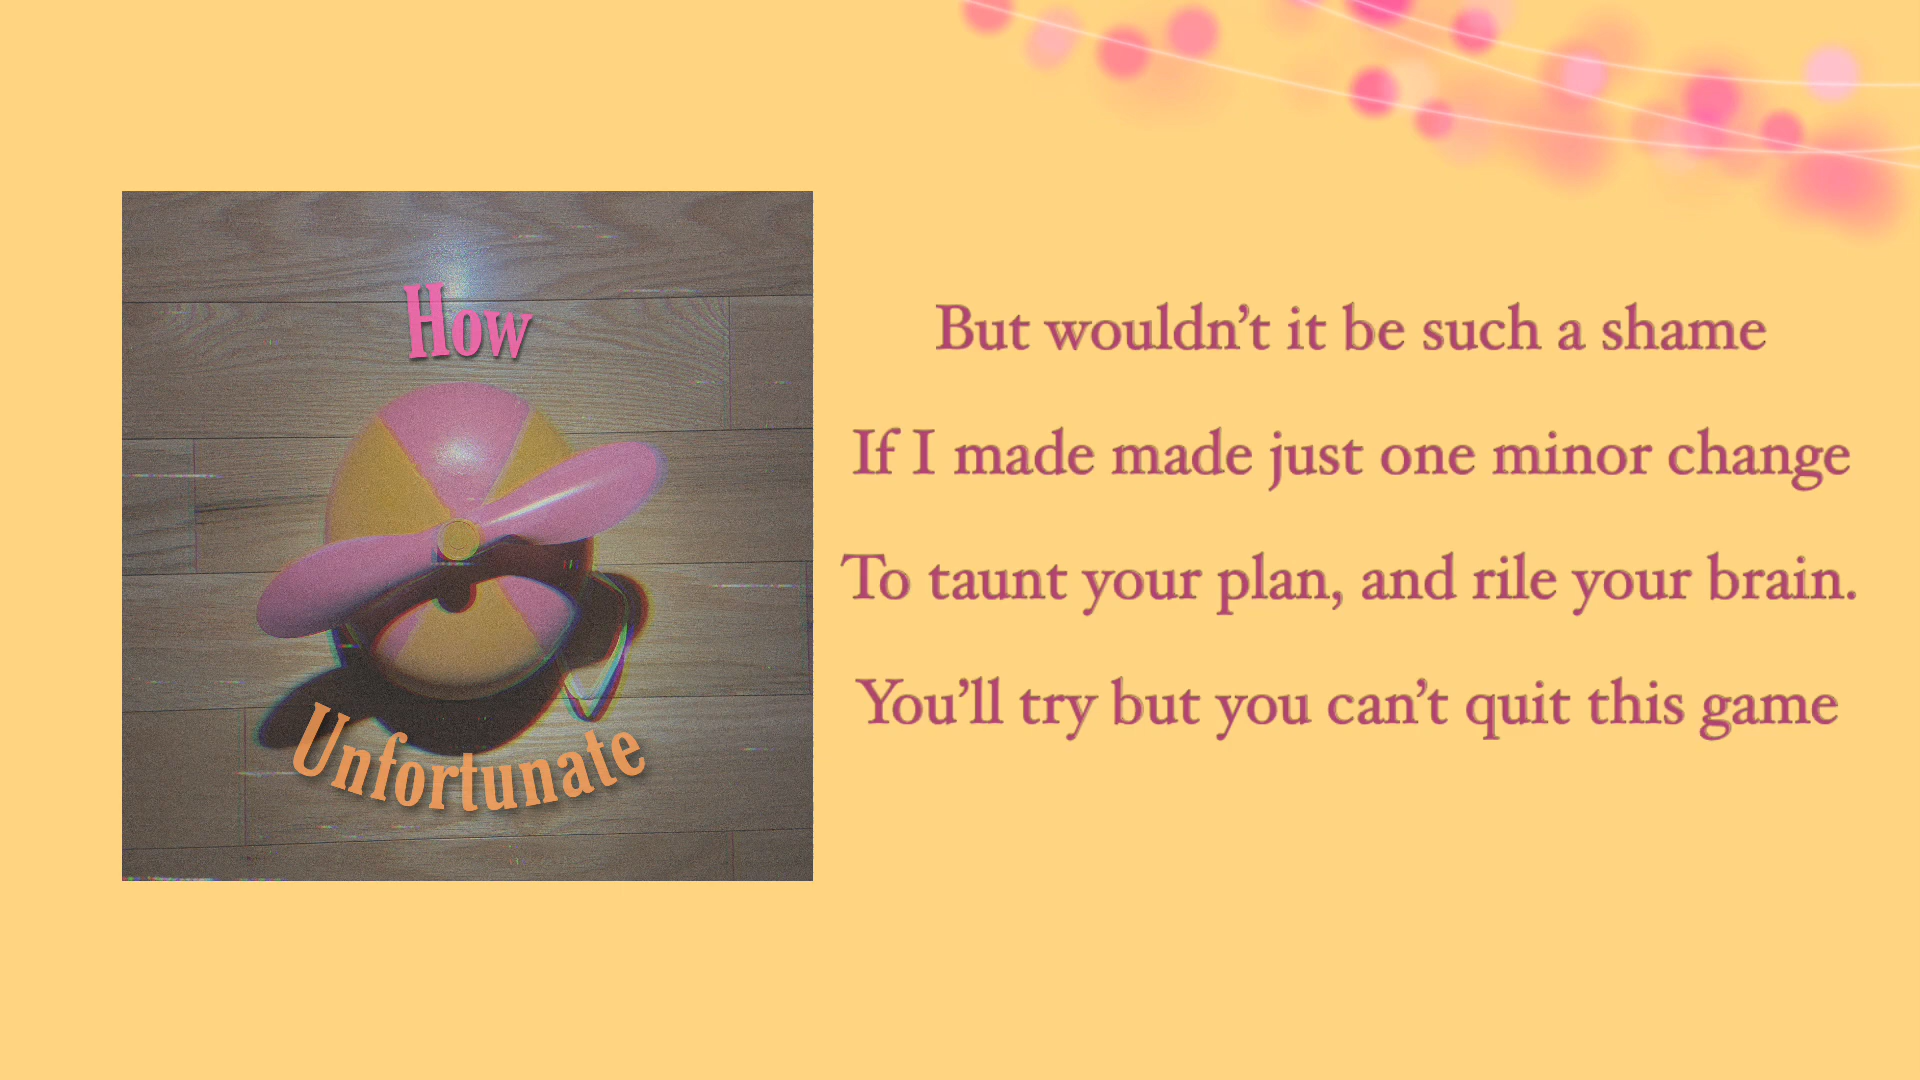 How
Unfortunate
But wouldn't it be such a shame
If I made made just one minor change
To taunt your plan, and rile your brain.
You'll try but you can't quit this game